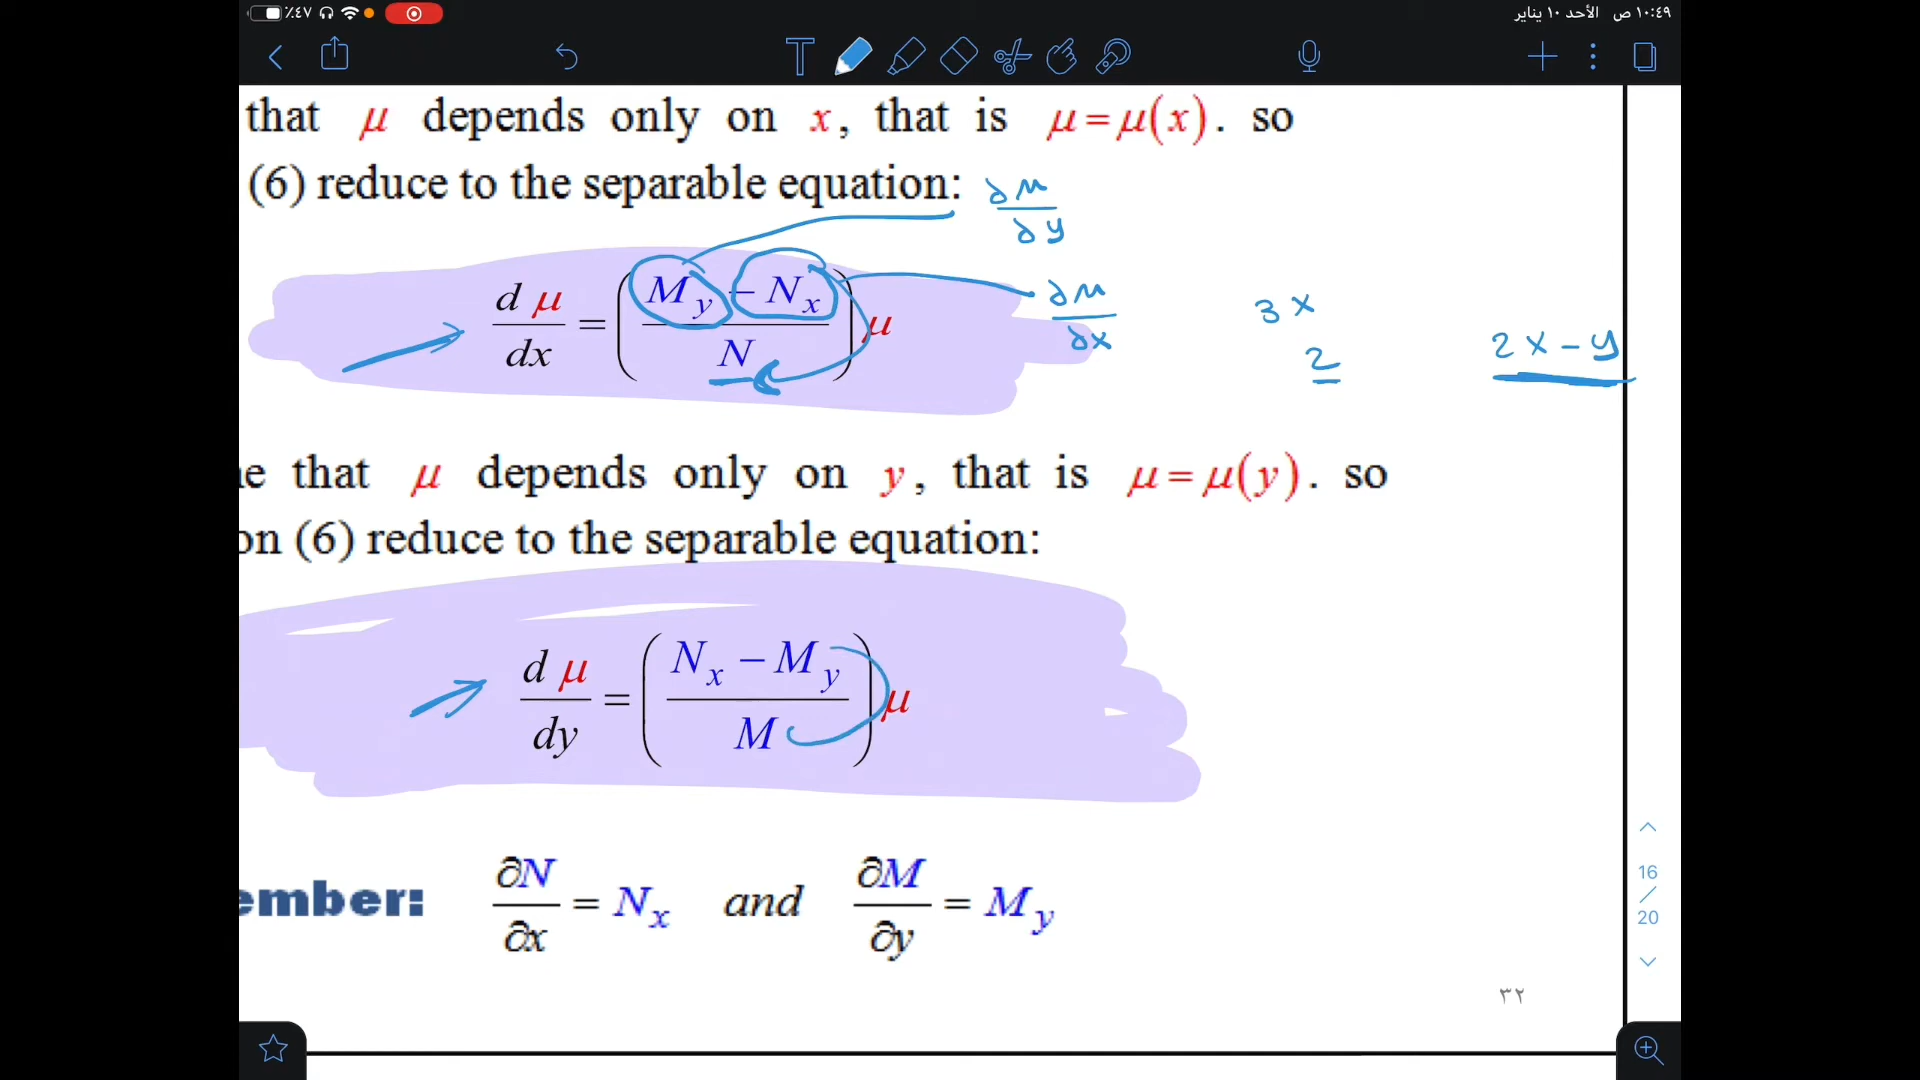 ٪٤٧
١٠:٤٩ ص الأحد ١٠ يناير
that μ depends only on x, that is μ=μ(x). so
(6) reduce to the separable equation:
∂M/∂y
dμ/dx = ((M_y − N_x)/N) μ
∂M/∂x
3x
2
2x-y
e that μ depends only on y, that is μ=μ(y). so
on (6) reduce to the separable equation:
dμ/dy = ((N_x − M_y)/M) μ
ember: ∂N/∂x = N_x and ∂M/∂y = M_y
16
/
20
٣٢